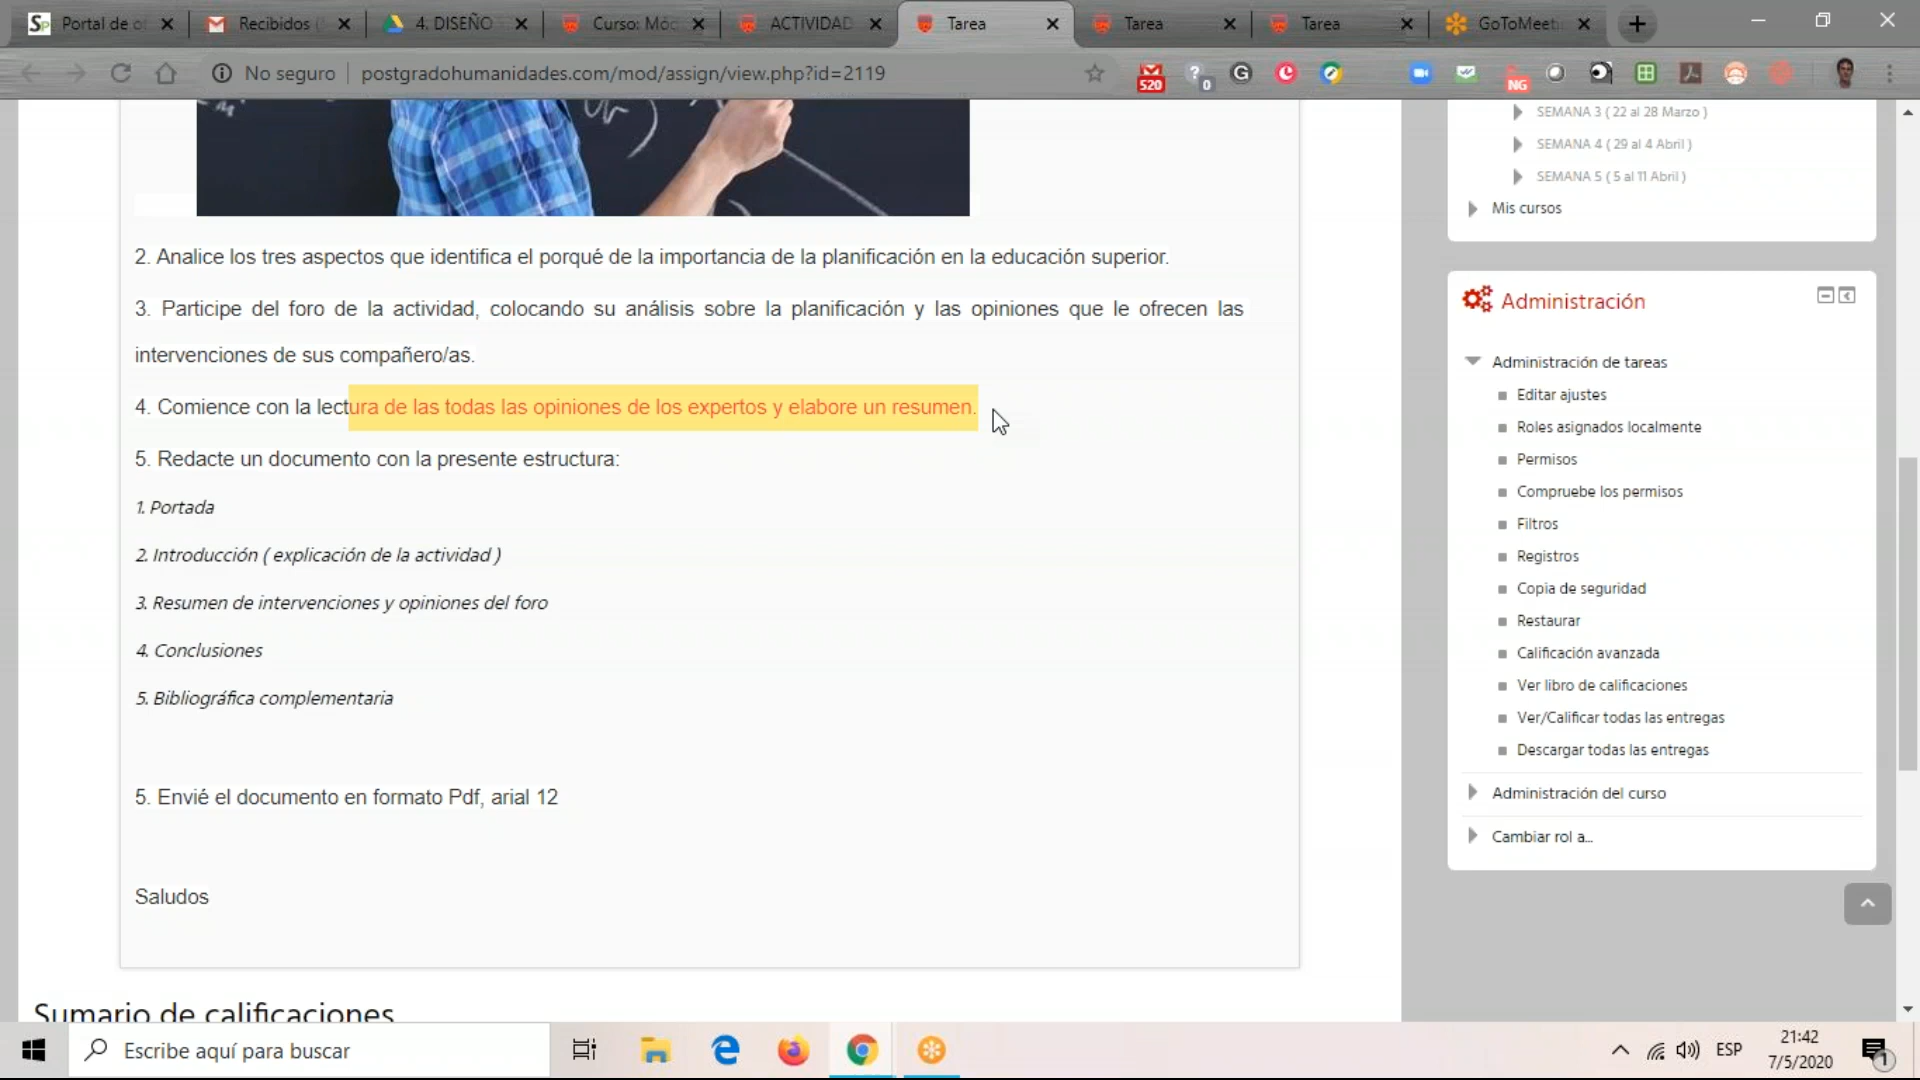 Portal de o
Recibidos (
4. DISEÑO
Curso: Móc
ACTIVIDAD
Tarea
Tarea
Tarea
GoToMeeti
No seguro
postgradohumanidades.com/mod/assign/view.php?id=2119
520
0
NG
2. Analice los tres aspectos que identifica el porqué de la importancia de la planificación en la educación superior.
3. Participe del foro de la actividad, colocando su análisis sobre la planificación y las opiniones que le ofrecen las
intervenciones de sus compañero/as.
4. Comience con la lectura de las todas las opiniones de los expertos y elabore un resumen.
5. Redacte un documento con la presente estructura:
1. Portada
2. Introducción ( explicación de la actividad )
3. Resumen de intervenciones y opiniones del foro
4. Conclusiones
5. Bibliográfica complementaria
5. Envié el documento en formato Pdf, arial 12
Saludos
Sumario de calificaciones
SEMANA 3 ( 22 al 28 Marzo )
SEMANA 4 ( 29 al 4 Abril )
SEMANA 5 ( 5 al 11 Abril )
Mis cursos
Administración
Administración de tareas
Editar ajustes
Roles asignados localmente
Permisos
Compruebe los permisos
Filtros
Registros
Copia de seguridad
Restaurar
Calificación avanzada
Ver libro de calificaciones
Ver/Calificar todas las entregas
Descargar todas las entregas
Administración del curso
Cambiar rol a...
Escribe aquí para buscar
ESP
21:42
7/5/2020
1